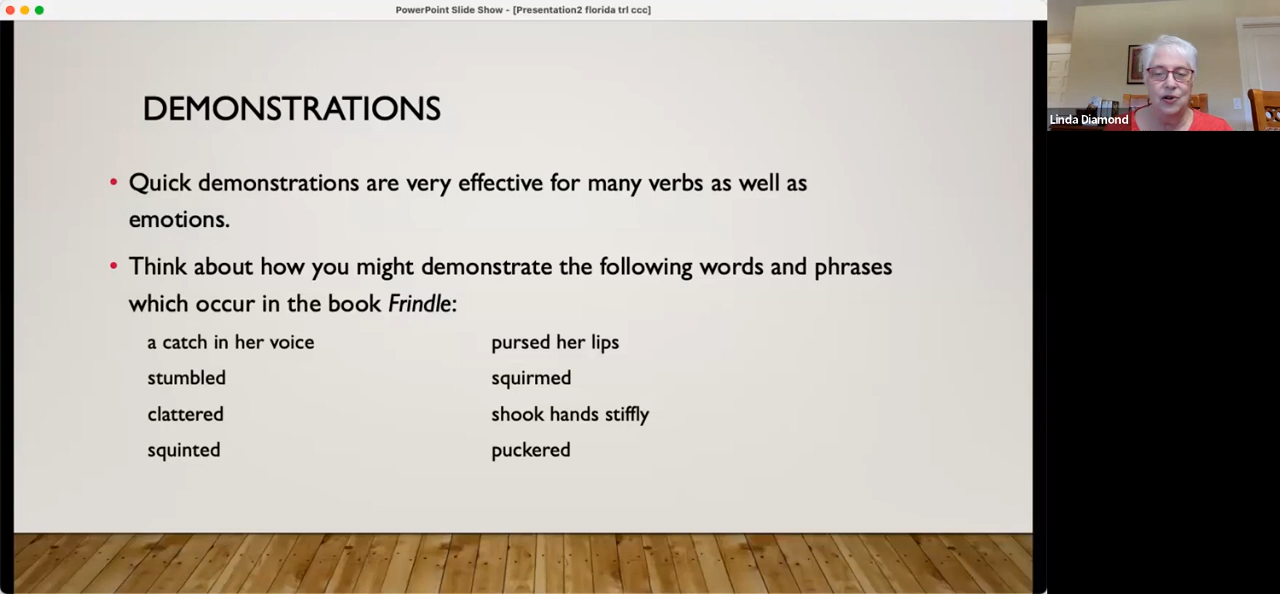 PowerPoint Slide Show - [Presentation2 florida trl ccc]
DEMONSTRATIONS
• Quick demonstrations are very effective for many verbs as well as
emotions.
• Think about how you might demonstrate the following words and phrases
which occur in the book Frindle:
a catch in her voice
stumbled
clattered
squinted
pursed her lips
squirmed
shook hands stiffly
puckered
Linda Diamond